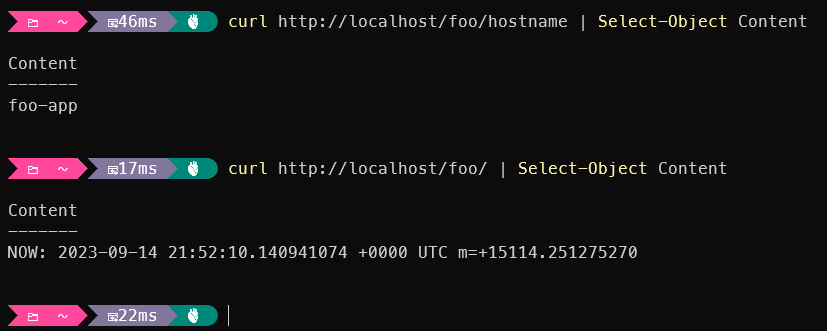 ~ 46ms curl http://localhost/foo/hostname | Select-Object Content
Content
-------
foo-app
~ 17ms curl http://localhost/foo/ | Select-Object Content
Content
-------
NOW: 2023-09-14 21:52:10.140941074 +0000 UTC m=+15114.251275270
~ 22ms